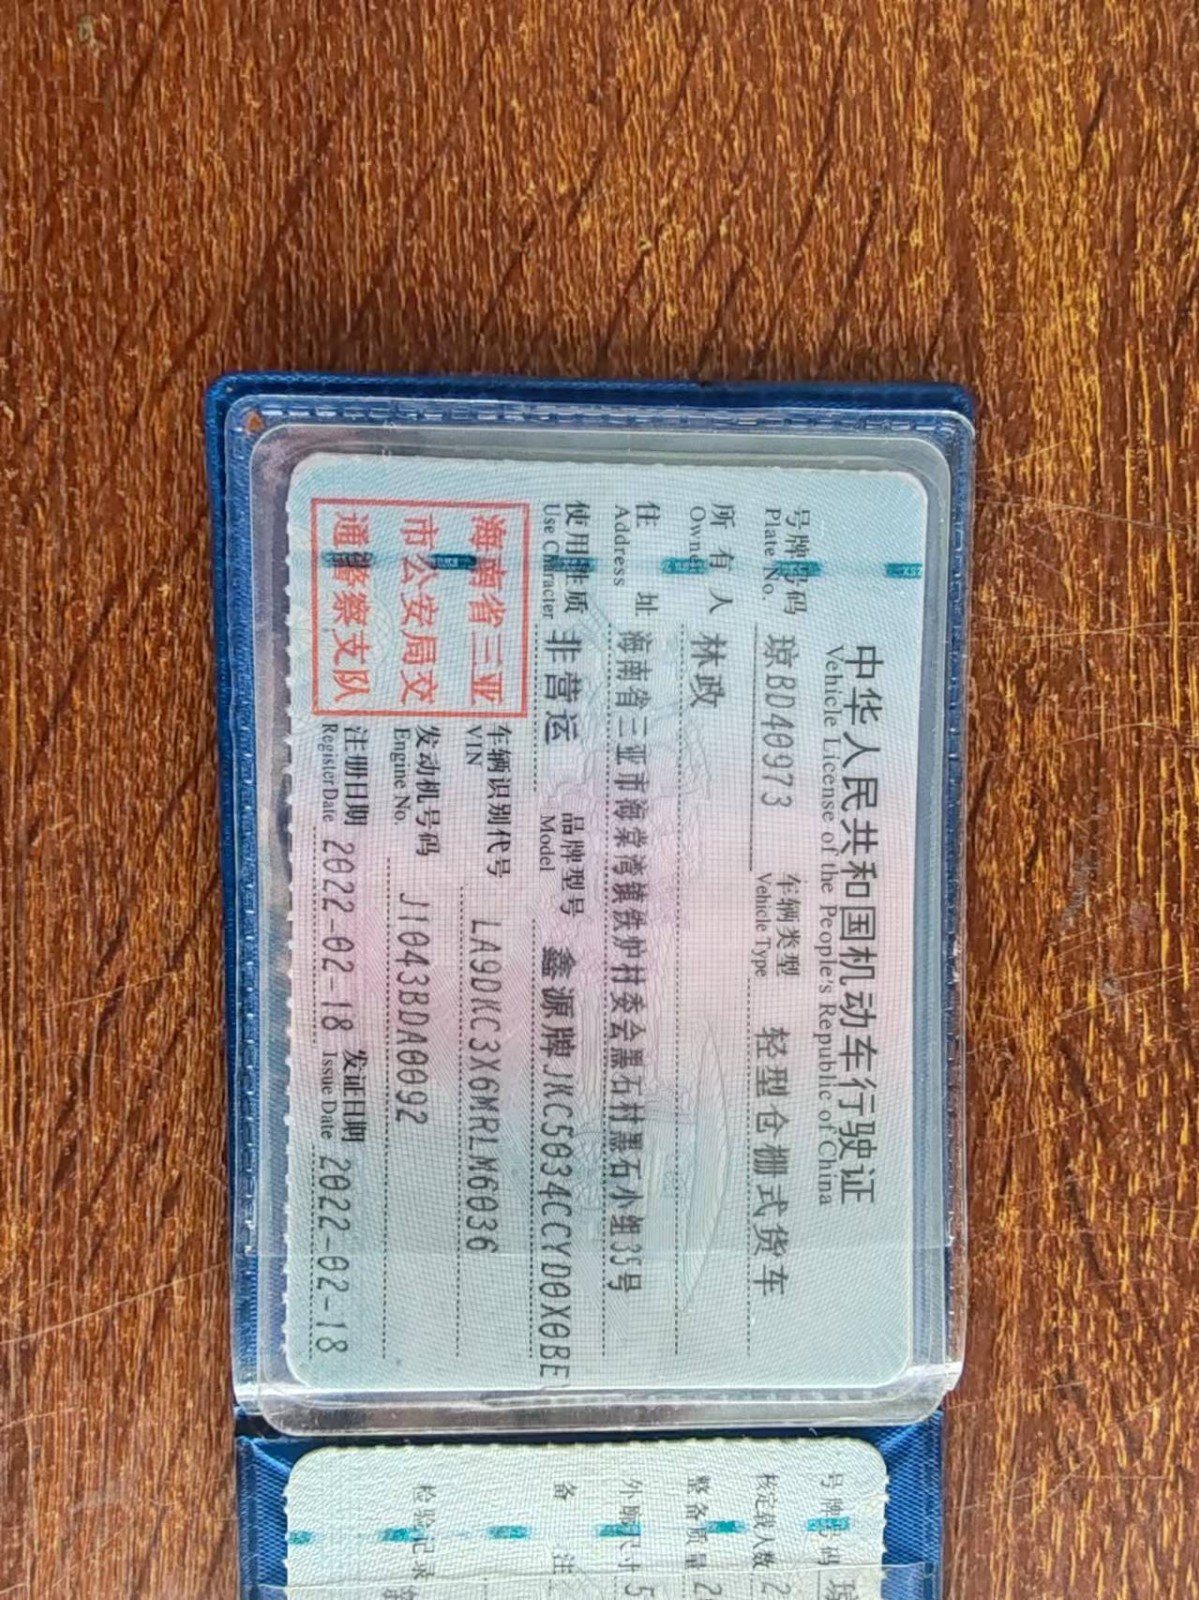 中华人民共和国机动车行驶证
Vehicle License of the People's Republic of China
号牌号码 琼BD40973 车辆类型 轻型仓栅式货车
Plate No. Vehicle Type
所有人 林政
Owner
住址 海南省三亚市海棠湾镇铁炉村委会黑石村黑石小组35号
Address
使用性质 非营运 品牌型号 鑫源牌JKC5034CCYD0X0BE
Use Character Model
海南省三亚
市公安局交
通警察支队
车辆识别代号 LA9DKC3X6MRLM6036
VIN
发动机号码 J1043BDA0092
Engine No.
注册日期 2022-02-18 发证日期 2022-02-18
Register Date Issue Date
号牌号码 琼
核定载人数 2
整备质量 2
外廓尺寸 5
备注
检验记录